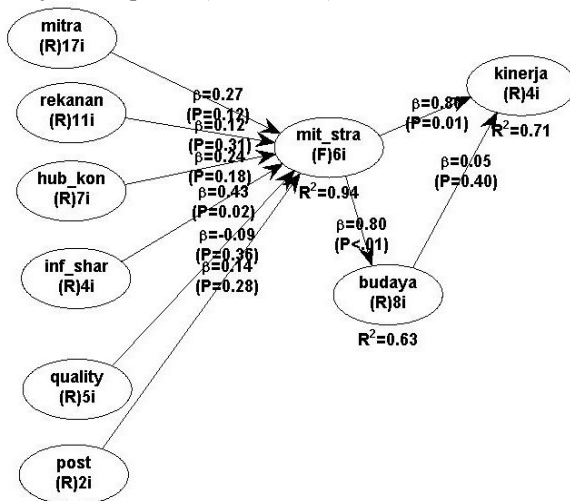 mitra
(R)17i
rekanan
(R)11i
hub_kon
(R)7i
inf_shar
(R)4i
quality
(R)5i
post
(R)2i
β=0.27
(P=0.12)
β=0.12
(P=0.31)
β=0.24
(P=0.18)
β=0.43
(P=0.02)
β=-0.09
(P=0.36)
β=0.14
(P=0.28)
mit_stra
(F)6i
R²=0.94
β=0.80
(P<.01)
budaya
(R)8i
R²=0.63
(P=0.01)
β=0.05
(P=0.40)
kinerja
(R)4i
R²=0.71